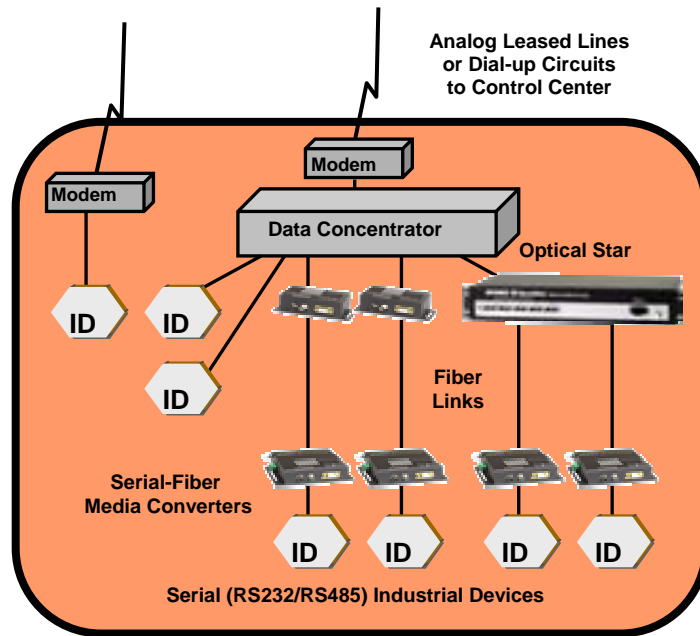 Analog Leased Lines
or Dial-up Circuits
to Control Center
Modem
Modem
Data Concentrator
Optical Star
ID
ID
ID
Fiber
Links
Serial-Fiber
Media Converters
ID
ID
ID
ID
Serial (RS232/RS485) Industrial Devices